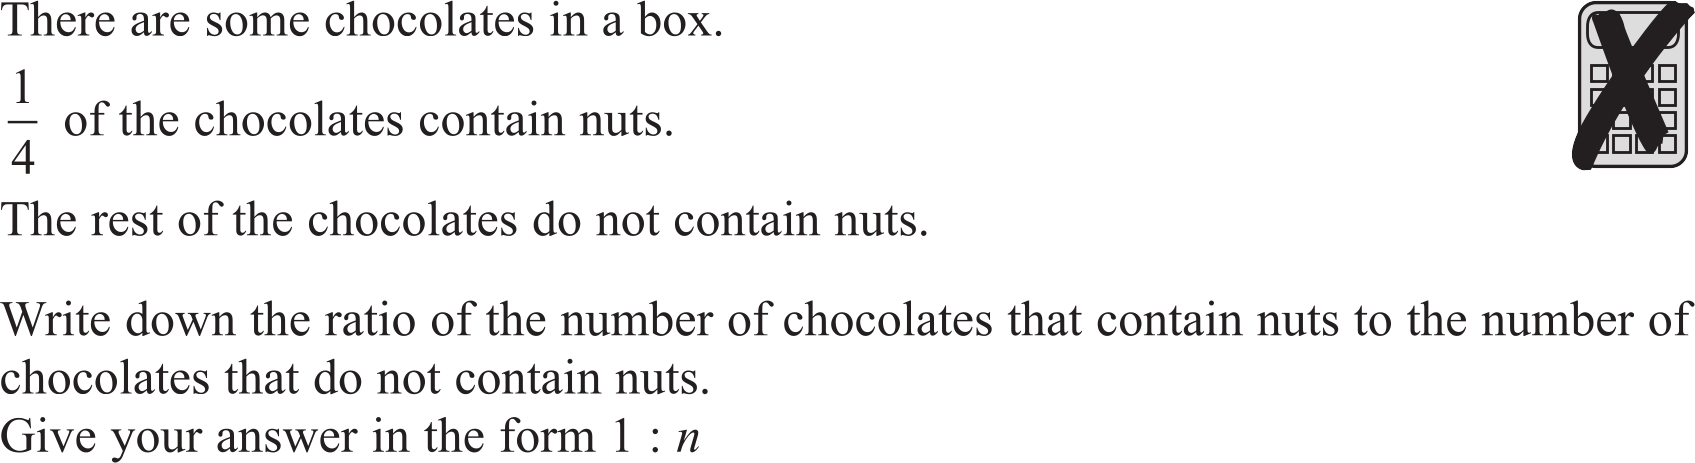 There are some chocolates in a box.
1/4 of the chocolates contain nuts.
The rest of the chocolates do not contain nuts.
Write down the ratio of the number of chocolates that contain nuts to the number of
chocolates that do not contain nuts.
Give your answer in the form 1 : n